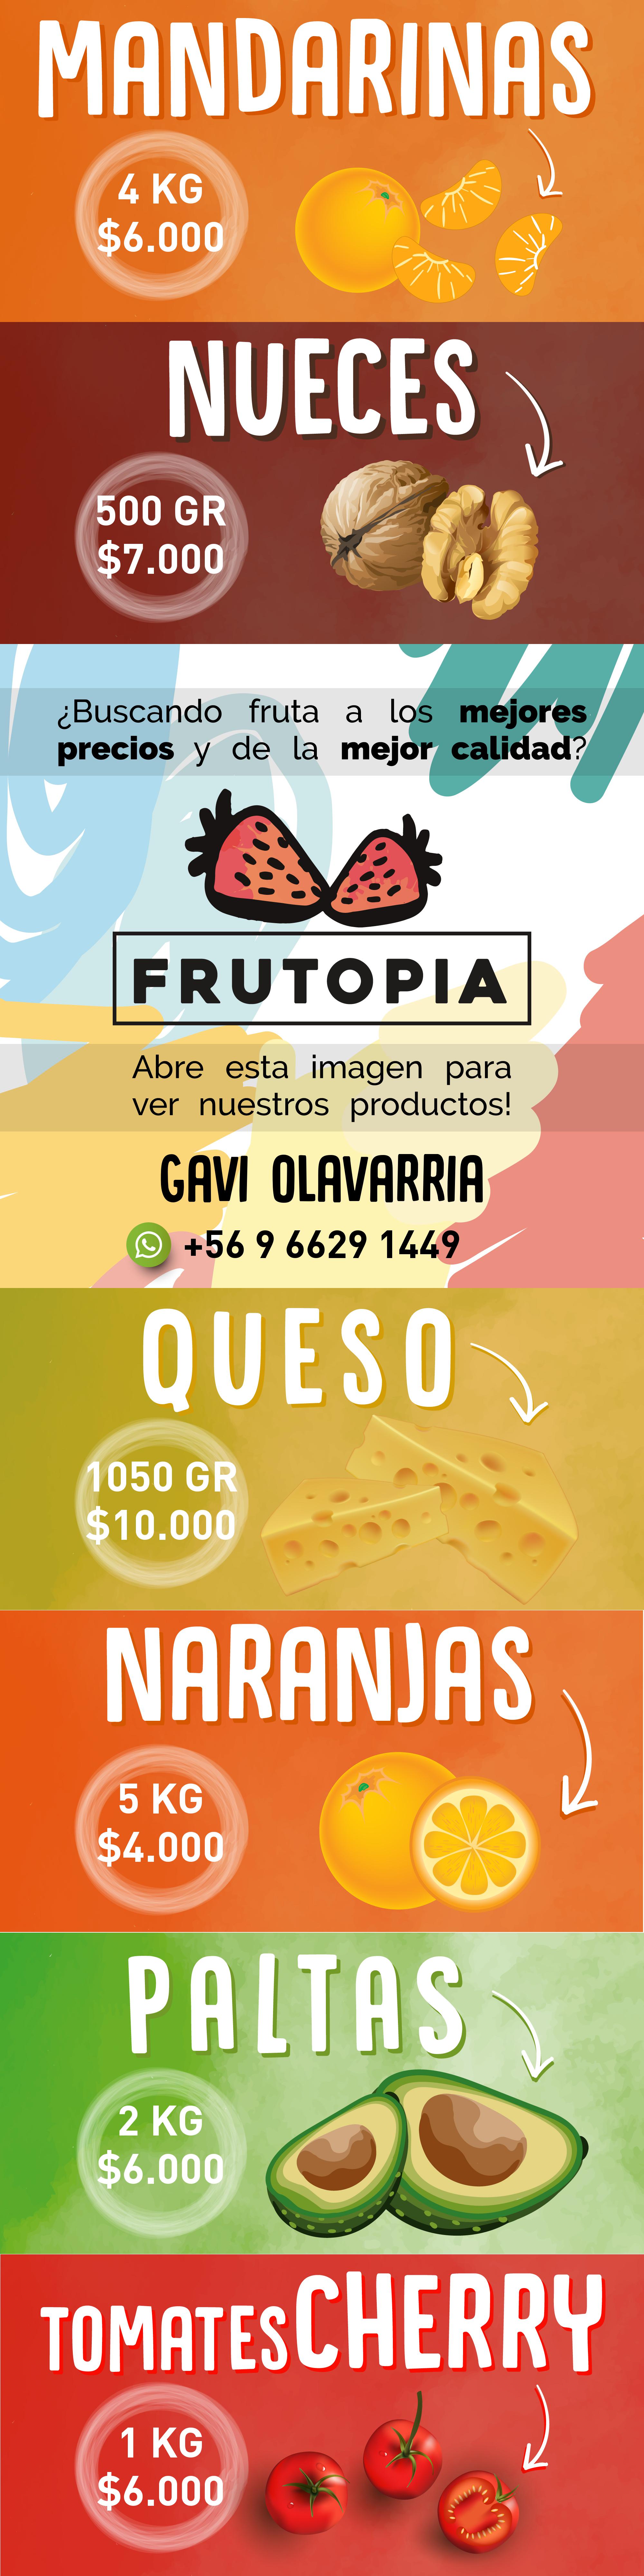 MANDARINAS
4 KG
$6.000
NUECES
500 GR
$7.000
¿Buscando fruta a los mejores
precios y de la mejor calidad?
FRUTOPIA
Abre esta imagen para
ver nuestros productos!
GAVI OLAVARRIA
+56 9 6629 1449
QUESO
1050 GR
$10.000
NARANJAS
5 KG
$4.000
PALTAS
2 KG
$6.000
TOMATES CHERRY
1 KG
$6.000